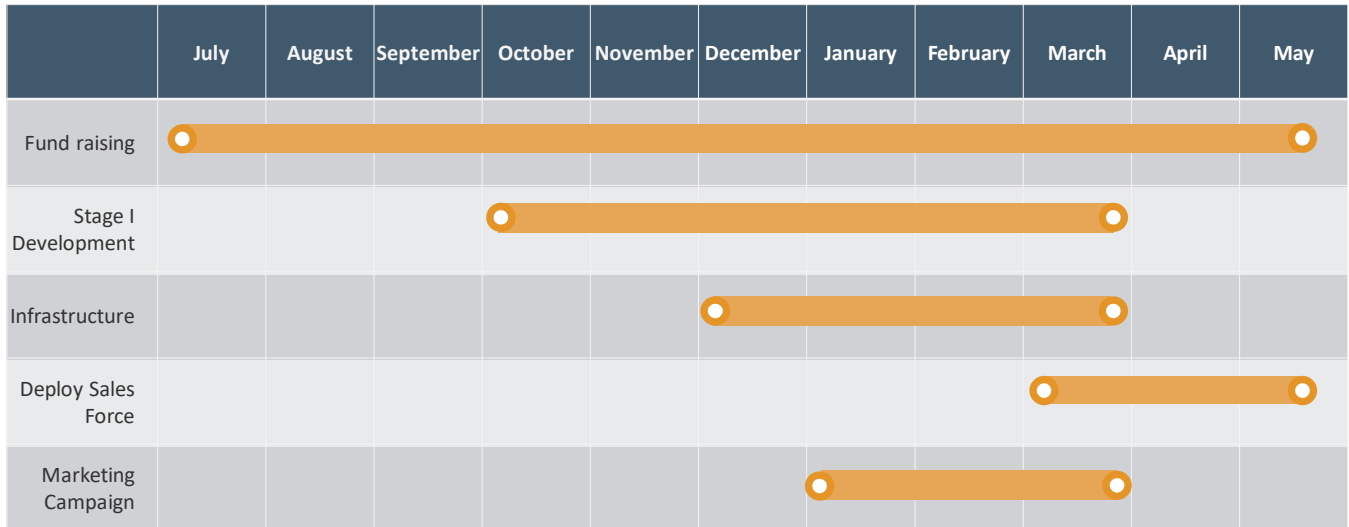 July August September October November December January February March April May
Fund raising
Stage I
Development
Infrastructure
Deploy Sales
Force
Marketing
Campaign